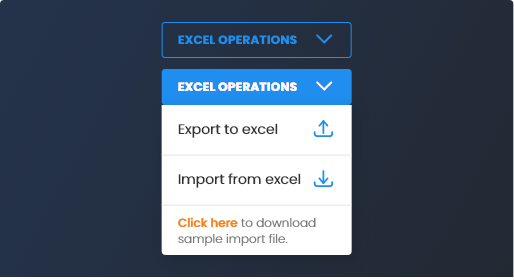 EXCEL OPERATIONS
EXCEL OPERATIONS
Export to excel
Import from excel
Click here to download
sample import file.